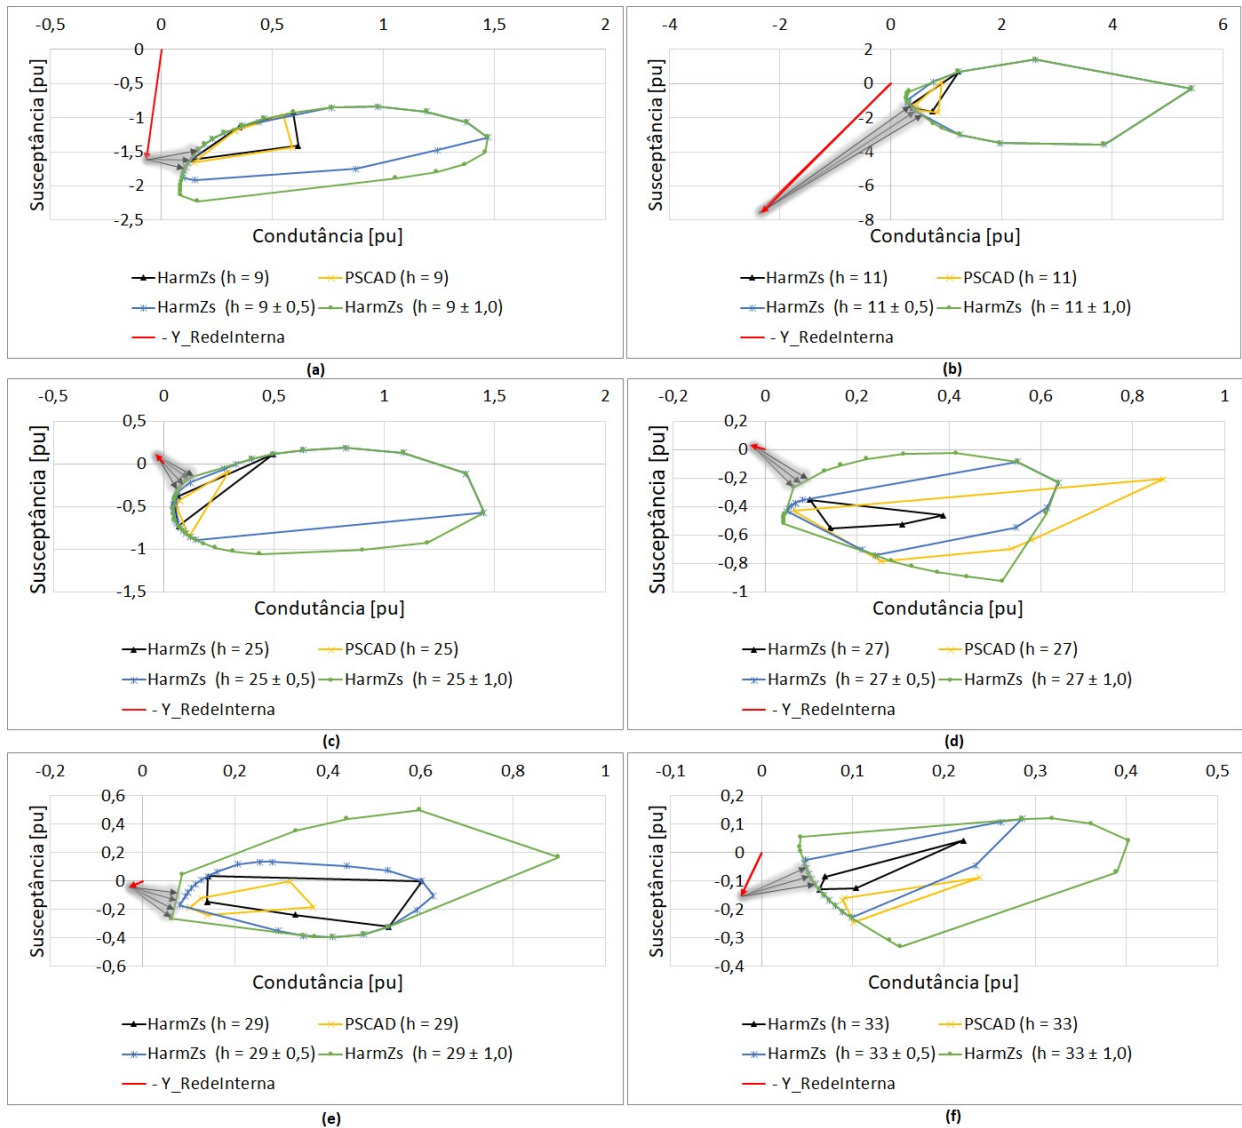 -0,5 0 0,5 1 1,5 2
0
-0,5
-1
-1,5
-2
-2,5
Susceptância [pu]
Condutância [pu]
HarmZs (h = 9) PSCAD (h = 9)
HarmZs (h = 9 ± 0,5) HarmZs (h = 9 ± 1,0)
- Y_RedeInterna
(a)
-4 -2 0 2 4 6
2
0
-2
-4
-6
-8
Susceptância [pu]
Condutância [pu]
HarmZs (h = 11) PSCAD (h = 11)
HarmZs (h = 11 ± 0,5) HarmZs (h = 11 ± 1,0)
- Y_RedeInterna
(b)
-0,5 0 0,5 1 1,5 2
0,5
0
-0,5
-1
-1,5
Susceptância [pu]
Condutância [pu]
HarmZs (h = 25) PSCAD (h = 25)
HarmZs (h = 25 ± 0,5) HarmZs (h = 25 ± 1,0)
- Y_RedeInterna
(c)
-0,2 0 0,2 0,4 0,6 0,8 1
0,2
0
-0,2
-0,4
-0,6
-0,8
-1
Susceptância [pu]
Condutância [pu]
HarmZs (h = 27) PSCAD (h = 27)
HarmZs (h = 27 ± 0,5) HarmZs (h = 27 ± 1,0)
- Y_RedeInterna
(d)
-0,2 0 0,2 0,4 0,6 0,8 1
0,6
0,4
0,2
0
-0,2
-0,4
-0,6
Susceptância [pu]
Condutância [pu]
HarmZs (h = 29) PSCAD (h = 29)
HarmZs (h = 29 ± 0,5) HarmZs (h = 29 ± 1,0)
- Y_RedeInterna
(e)
-0,1 0 0,1 0,2 0,3 0,4 0,5
0,2
0,1
0
-0,1
-0,2
-0,3
-0,4
Susceptância [pu]
Condutância [pu]
HarmZs (h = 33) PSCAD (h = 33)
HarmZs (h = 33 ± 0,5) HarmZs (h = 33 ± 1,0)
- Y_RedeInterna
(f)